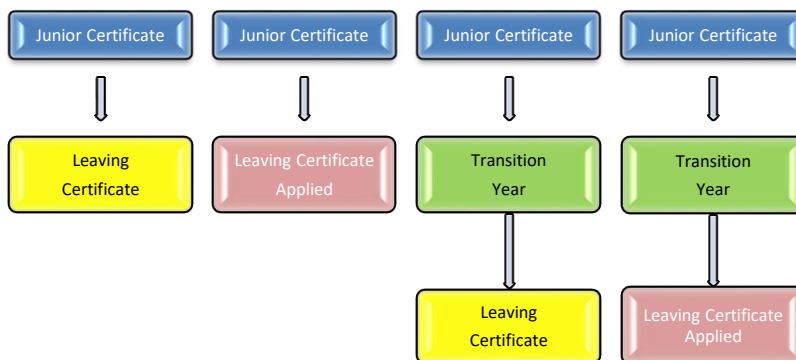 Junior Certificate
Junior Certificate
Junior Certificate
Junior Certificate
Leaving
Certificate
Leaving Certificate
Applied
Transition
Year
Transition
Year
Leaving
Certificate
Leaving Certificate
Applied